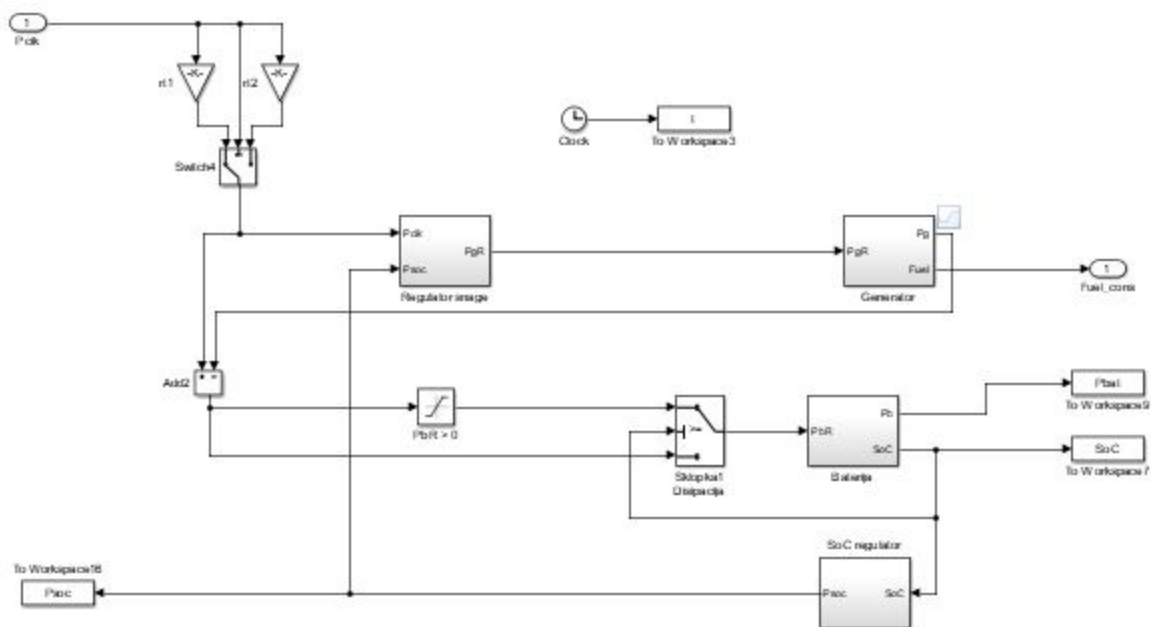 1
Pcik
-K-
-K-
rl1
rl2
Switch4
Clock
t
To Workspace3
Pcik
Psoc
PgR
Regulator snage
PgR
Pg
Fuel
Generator
1
Fuel_cons
+
-
Add2
PbR > 0
>=
Sklopka1
Disipacija
PbR
Pb
SoC
Baterija
Pbat
To Workspace9
SoC
To Workspace7
SoC regulator
Psoc
SoC
To Workspace16
Psoc